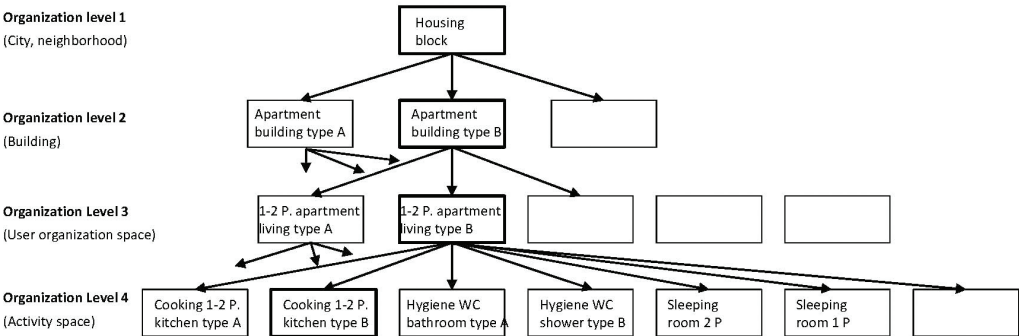 Organization level 1
(City, neighborhood)
Housing
block
Organization level 2
(Building)
Apartment
building type A
Apartment
building type B
Organization Level 3
(User organization space)
1-2 P. apartment
living type A
1-2 P. apartment
living type B
Organization Level 4
(Activity space)
Cooking 1-2 P.
kitchen type A
Cooking 1-2 P.
kitchen type B
Hygiene WC
bathroom type A
Hygiene WC
shower type B
Sleeping
room 2 P
Sleeping
room 1 P